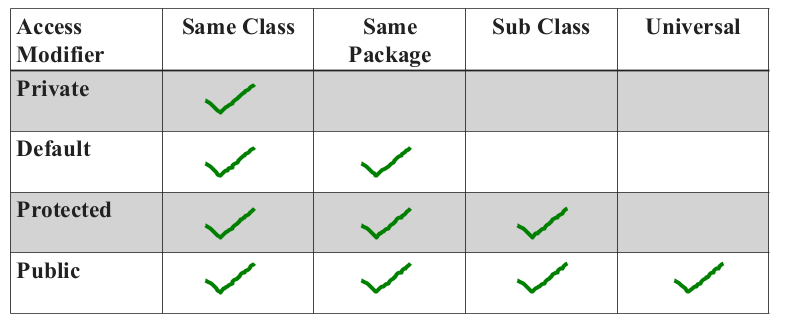 Access Modifier Same Class Same Package Sub Class Universal
Private ✓
Default ✓ ✓
Protected ✓ ✓ ✓
Public ✓ ✓ ✓ ✓